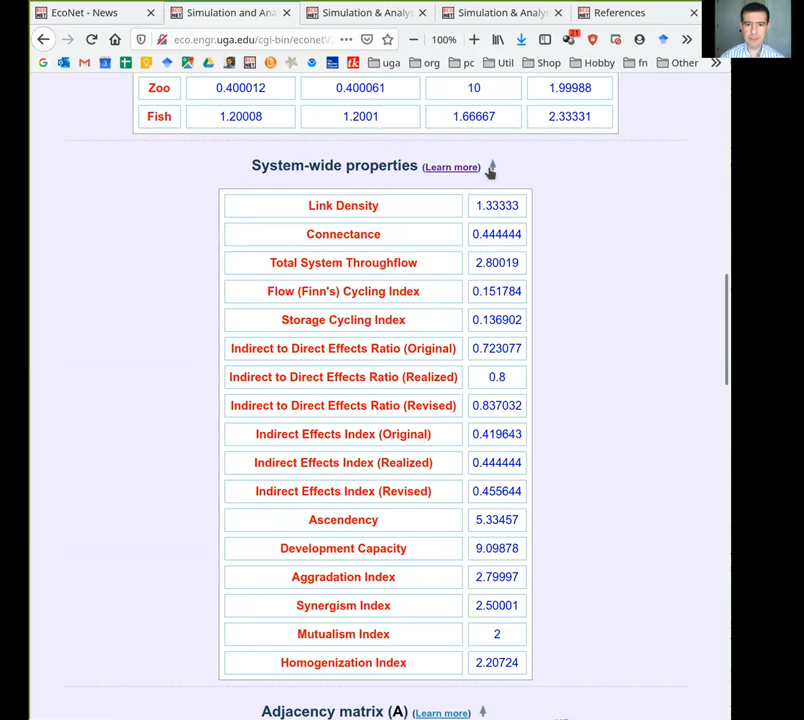 EcoNet - News
Simulation and Ana
Simulation & Analys
Simulation & Analys
References
eco.engr.uga.edu/cgi-bin/econet
100%
21
uga
org
pc
Util
Shop
Hobby
fn
Other
Zoo 0.400012 0.400061 10 1.99988
Fish 1.20008 1.2001 1.66667 2.33331
System-wide properties (Learn more)
Link Density 1.33333
Connectance 0.444444
Total System Throughflow 2.80019
Flow (Finn's) Cycling Index 0.151784
Storage Cycling Index 0.136902
Indirect to Direct Effects Ratio (Original) 0.723077
Indirect to Direct Effects Ratio (Realized) 0.8
Indirect to Direct Effects Ratio (Revised) 0.837032
Indirect Effects Index (Original) 0.419643
Indirect Effects Index (Realized) 0.444444
Indirect Effects Index (Revised) 0.455644
Ascendency 5.33457
Development Capacity 9.09878
Aggradation Index 2.79997
Synergism Index 2.50001
Mutualism Index 2
Homogenization Index 2.20724
Adjacency matrix (A) (Learn more)